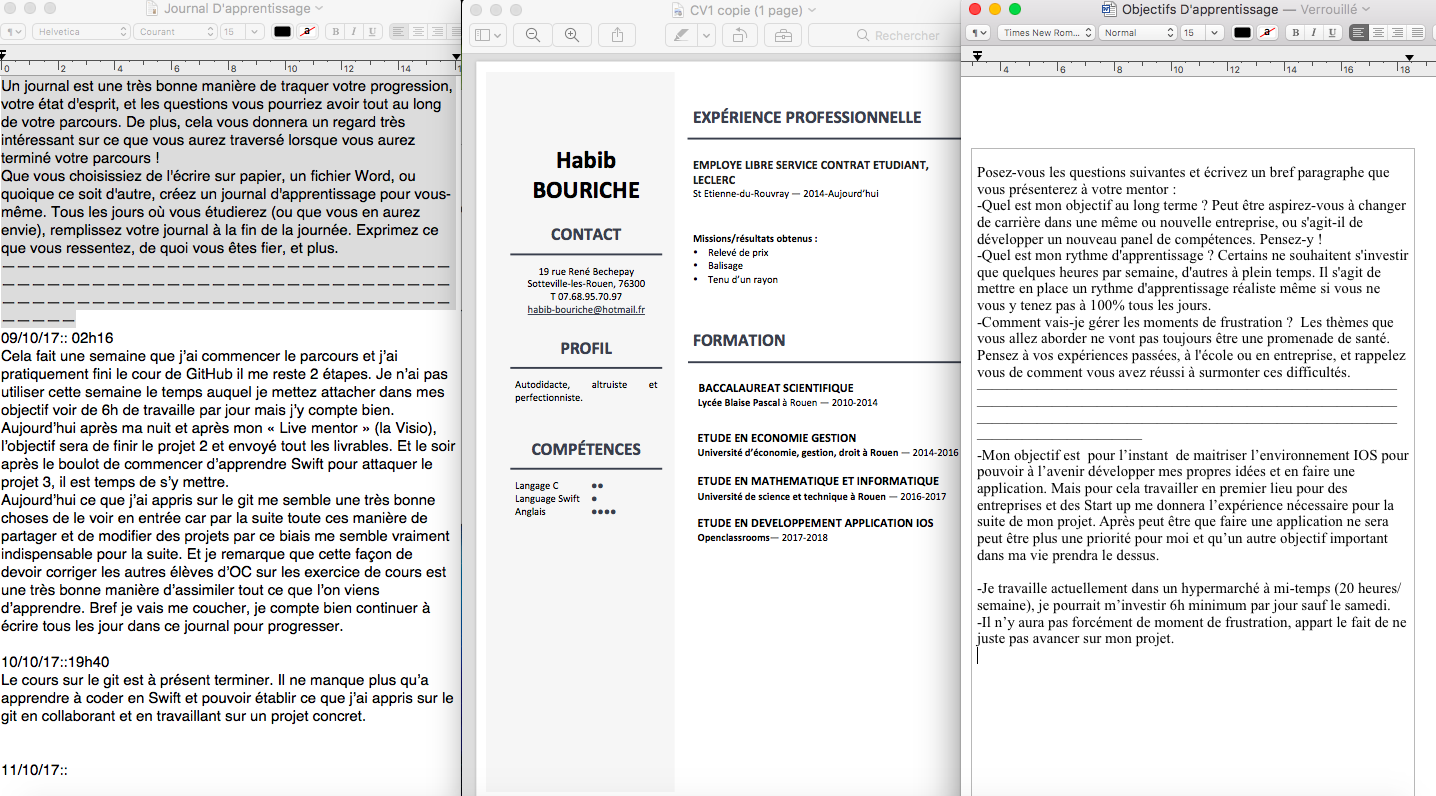 Journal D'apprentissage
Helvetica
Courant
15
a
B I U
0 2 4 6 8 10 12 14
Un journal est une très bonne manière de traquer votre progression,
votre état d'esprit, et les questions vous pourriez avoir tout au long
de votre parcours. De plus, cela vous donnera un regard très
intéressant sur ce que vous aurez traversé lorsque vous aurez
terminé votre parcours !
Que vous choisissiez de l'écrire sur papier, un fichier Word, ou
quoique ce soit d'autre, créez un journal d'apprentissage pour vous-
même. Tous les jours où vous étudierez (ou que vous en aurez
envie), remplissez votre journal à la fin de la journée. Exprimez ce
que vous ressentez, de quoi vous êtes fier, et plus.
09/10/17:: 02h16
Cela fait une semaine que j'ai commencer le parcours et j'ai
pratiquement fini le cour de GitHub il me reste 2 étapes. Je n'ai pas
utiliser cette semaine le temps auquel je mettez attacher dans mes
objectif voir de 6h de travaille par jour mais j'y compte bien.
Aujourd'hui après ma nuit et après mon « Live mentor » (la Visio),
l'objectif sera de finir le projet 2 et envoyé tout les livrables. Et le soir
après le boulot de commencer d'apprendre Swift pour attaquer le
projet 3, il est temps de s'y mettre.
Aujourd'hui ce que j'ai appris sur le git me semble une très bonne
choses de le voir en entrée car par la suite toute ces manière de
partager et de modifier des projets par ce biais me semble vraiment
indispensable pour la suite. Et je remarque que cette façon de
devoir corriger les autres élèves d'OC sur les exercice de cours est
une très bonne manière d'assimiler tout ce que l'on viens
d'apprendre. Bref je vais me coucher, je compte bien continuer à
écrire tous les jour dans ce journal pour progresser.
10/10/17::19h40
Le cours sur le git est à présent terminer. Il ne manque plus qu'a
apprendre à coder en Swift et pouvoir établir ce que j'ai appris sur le
git en collaborant et en travaillant sur un projet concret.
11/10/17::
CV1 copie (1 page)
Rechercher
Habib
BOURICHE
CONTACT
19 rue René Bechepay
Sotteville-les-Rouen, 76300
T 07.68.95.70.97
habib-bouriche@hotmail.fr
PROFIL
Autodidacte, altruiste et
perfectionniste.
COMPÉTENCES
Langage C ●●
Language Swift ●
Anglais ●●●●
EXPÉRIENCE PROFESSIONNELLE
EMPLOYE LIBRE SERVICE CONTRAT ETUDIANT,
LECLERC
St Etienne-du-Rouvray — 2014-Aujourd'hui
Missions/résultats obtenus :
• Relevé de prix
• Balisage
• Tenu d'un rayon
FORMATION
BACCALAUREAT SCIENTIFIQUE
Lycée Blaise Pascal à Rouen — 2010-2014
ETUDE EN ECONOMIE GESTION
Université d'économie, gestion, droit à Rouen — 2014-2016
ETUDE EN MATHEMATIQUE ET INFORMATIQUE
Université de science et technique à Rouen — 2016-2017
ETUDE EN DEVELOPPEMENT APPLICATION IOS
Openclassrooms— 2017-2018
Objectifs D'apprentissage — Verrouillé
Times New Rom...
Normal
15
a
B I U
4 6 8 10 12 14 16 18
Posez-vous les questions suivantes et écrivez un bref paragraphe que
vous présenterez à votre mentor :
-Quel est mon objectif au long terme ? Peut être aspirez-vous à changer
de carrière dans une même ou nouvelle entreprise, ou s'agit-il de
développer un nouveau panel de compétences. Pensez-y !
-Quel est mon rythme d'apprentissage ? Certains ne souhaitent s'investir
que quelques heures par semaine, d'autres à plein temps. Il s'agit de
mettre en place un rythme d'apprentissage réaliste même si vous ne
vous y tenez pas à 100% tous les jours.
-Comment vais-je gérer les moments de frustration ? Les thèmes que
vous allez aborder ne vont pas toujours être une promenade de santé.
Pensez à vos expériences passées, à l'école ou en entreprise, et rappelez
vous de comment vous avez réussi à surmonter ces difficultés.
-Mon objectif est pour l'instant de maitriser l'environnement IOS pour
pouvoir à l'avenir développer mes propres idées et en faire une
application. Mais pour cela travailler en premier lieu pour des
entreprises et des Start up me donnera l'expérience nécessaire pour la
suite de mon projet. Après peut être que faire une application ne sera
peut être plus une priorité pour moi et qu'un autre objectif important
dans ma vie prendra le dessus.
-Je travaille actuellement dans un hypermarché à mi-temps (20 heures/
semaine), je pourrait m'investir 6h minimum par jour sauf le samedi.
-Il n'y aura pas forcément de moment de frustration, appart le fait de ne
juste pas avancer sur mon projet.